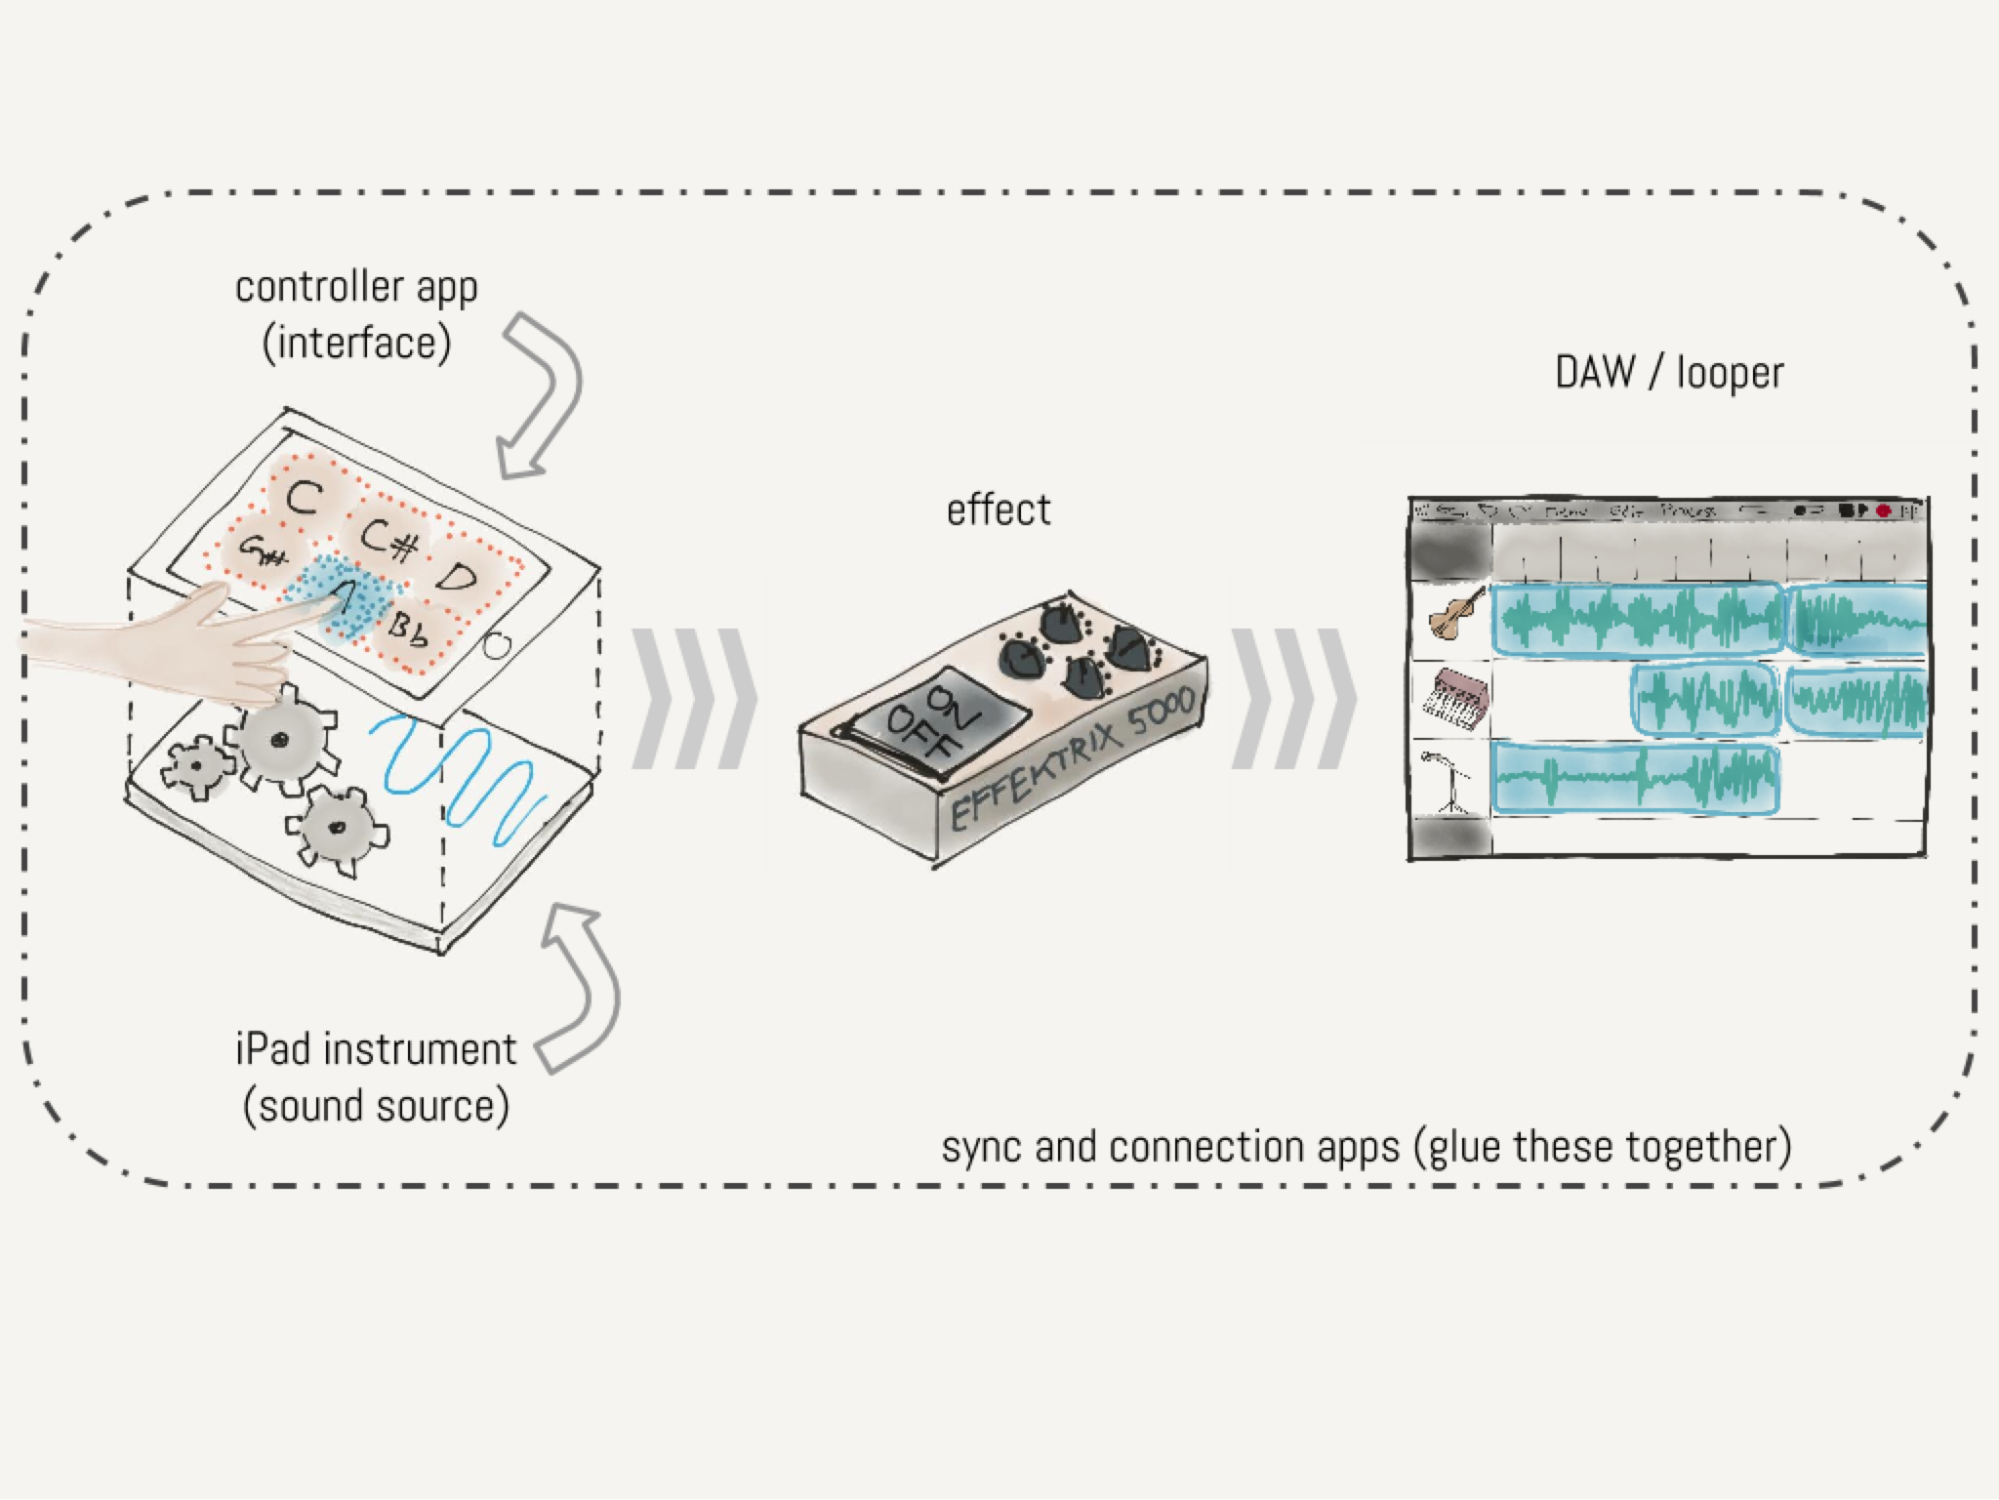 controller app
(interface)
C
C#
D
G#
A
Bb
iPad instrument
(sound source)
effect
ON
OFF
EFFEKTRIX 5000
DAW / looper
sync and connection apps (glue these together)